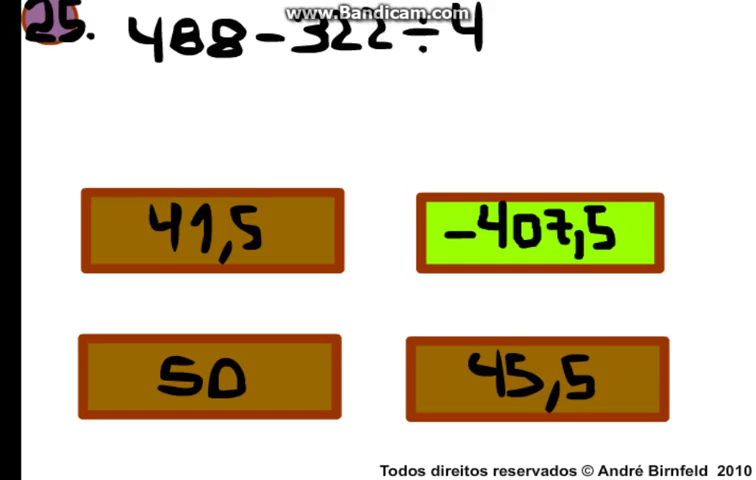 www.Bandicam.com
25. 488-322÷4
41,5 -407,5
50 45,5
Todos direitos reservados © André Birnfeld 2010